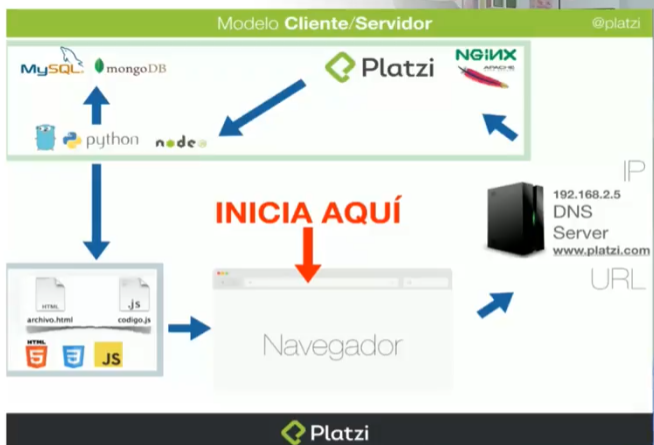 Modelo Cliente/Servidor
@platzi
MySQL
mongoDB
Platzi
NGINX
APACHE
python
node
INICIA AQUÍ
IP
192.168.2.5
DNS
Server
www.platzi.com
URL
HTML
archivo.html
.js
codigo.js
HTML
5
3
JS
Navegador
Platzi